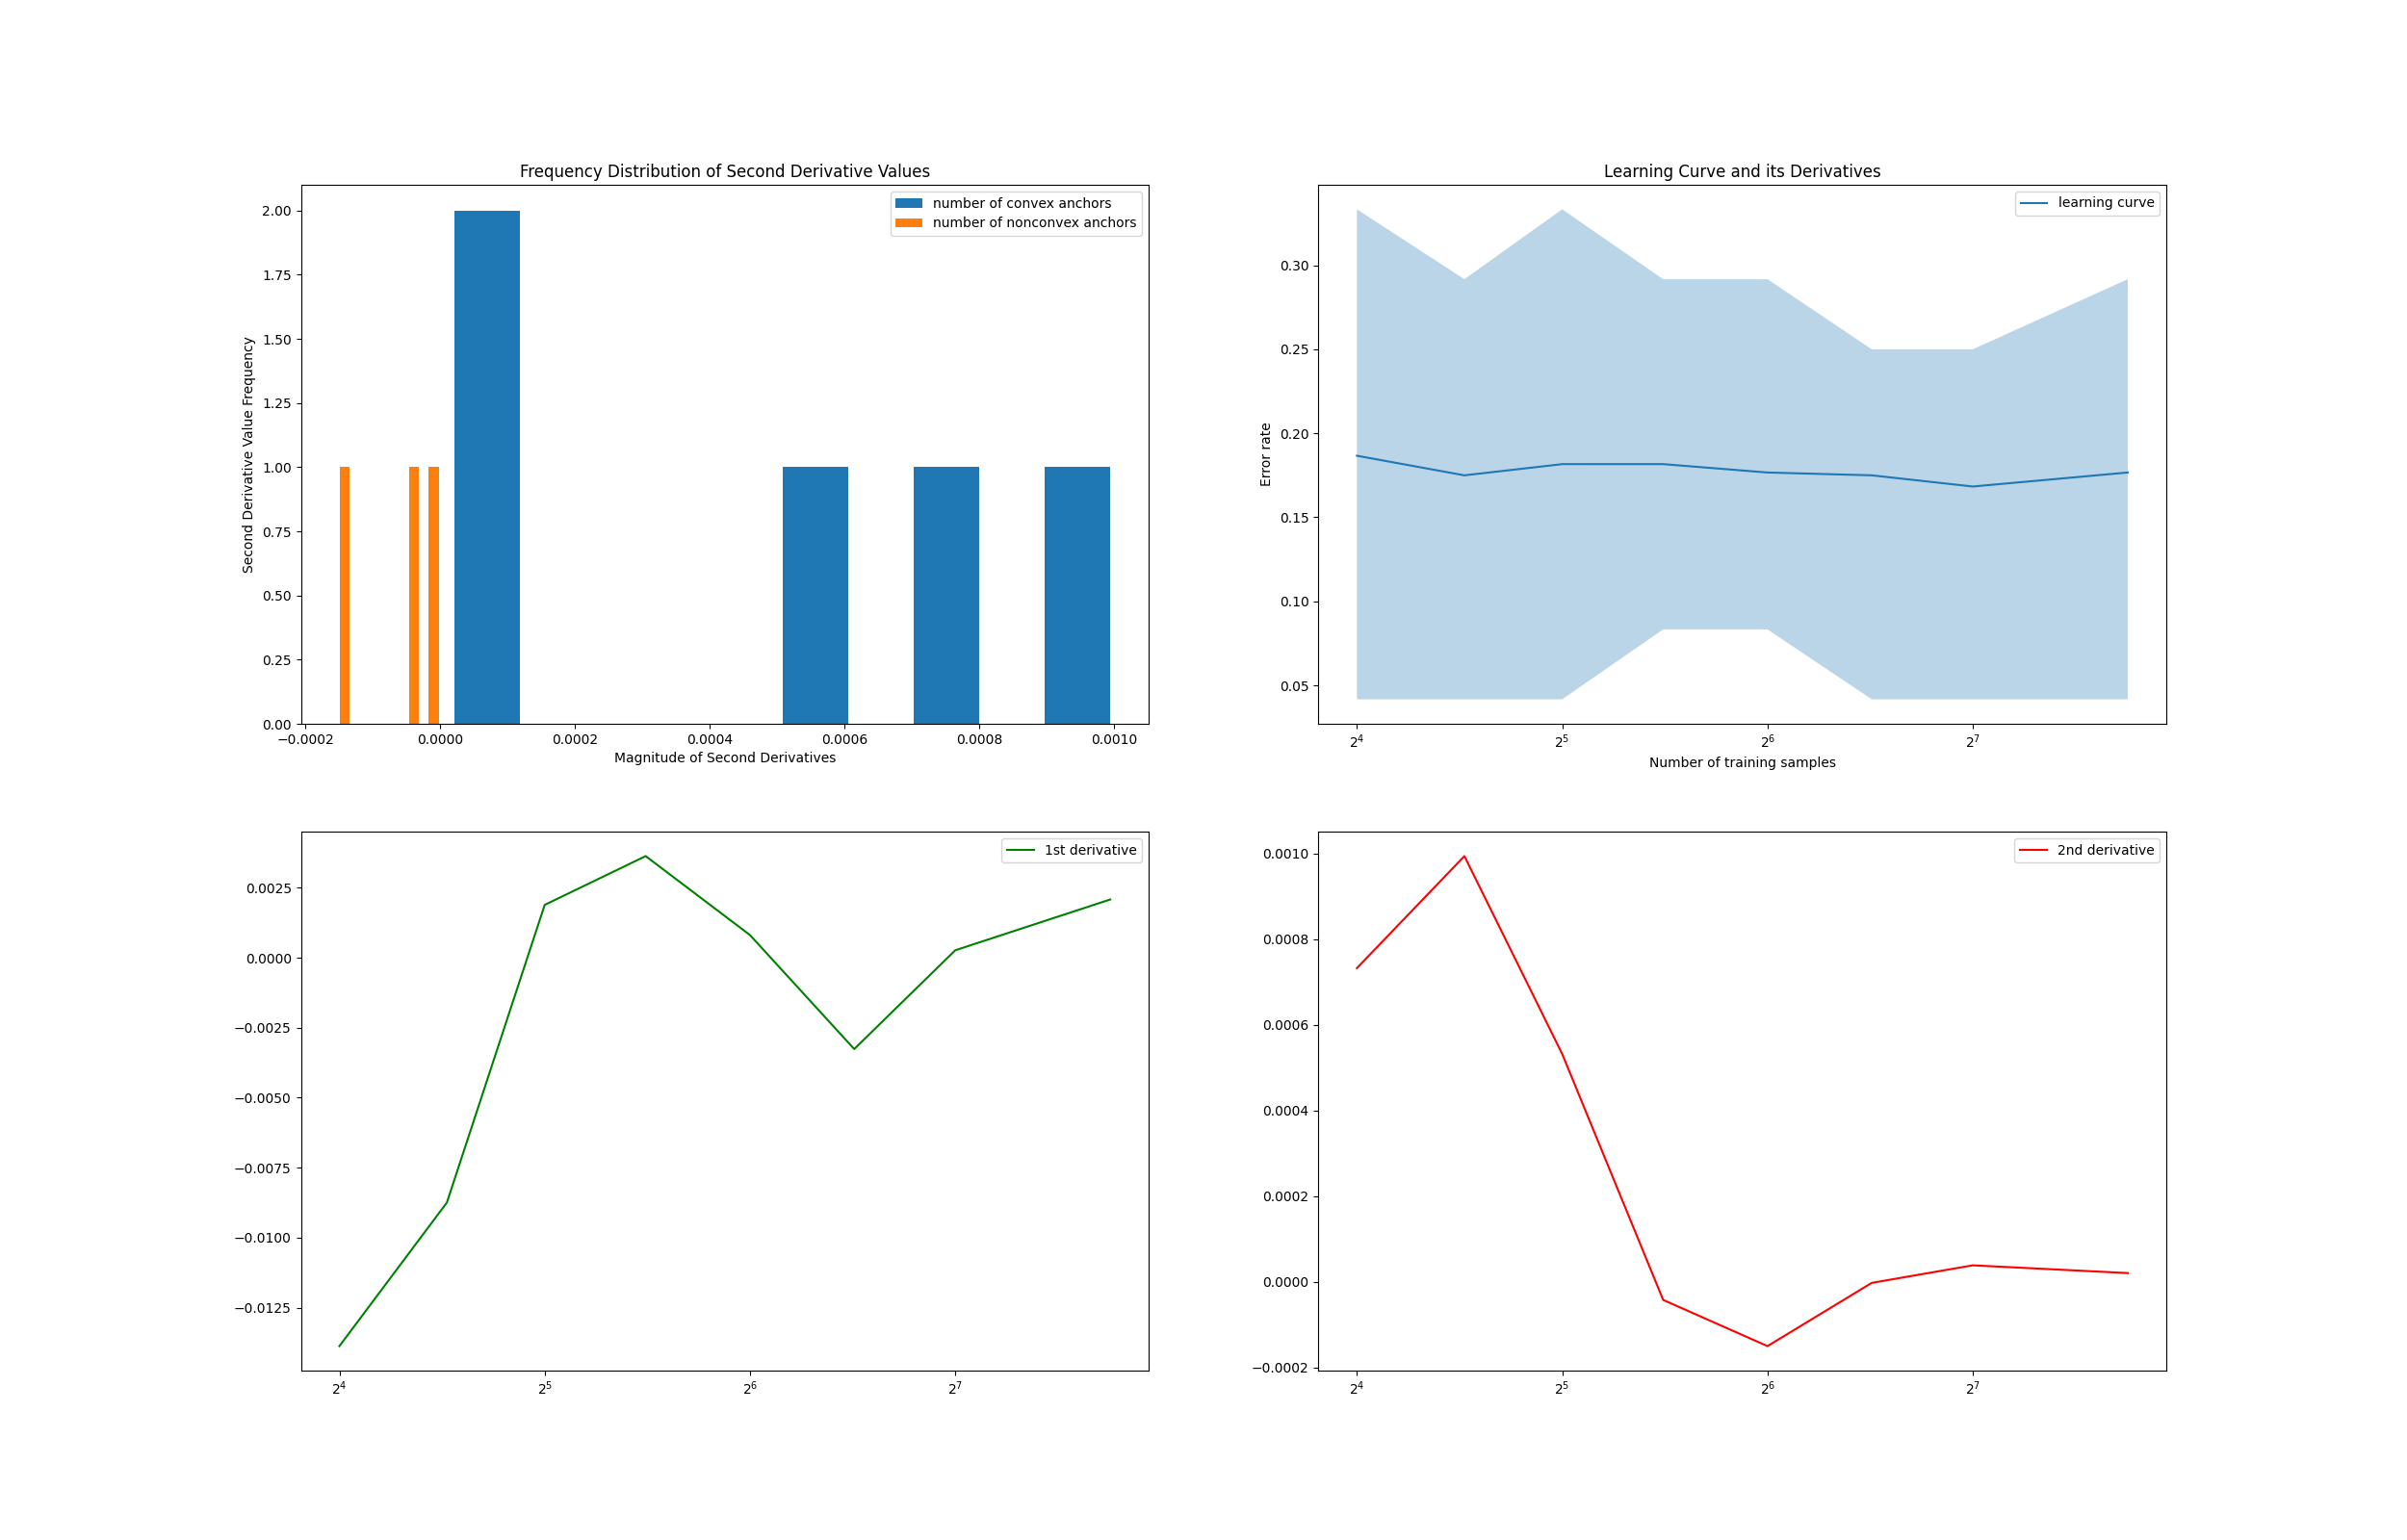 Frequency Distribution of Second Derivative Values
number of convex anchors
number of nonconvex anchors
2.00
1.75
1.50
1.25
1.00
0.75
0.50
0.25
0.00
Second Derivative Value Frequency
−0.0002 0.0000 0.0002 0.0004 0.0006 0.0008 0.0010
Magnitude of Second Derivatives
Learning Curve and its Derivatives
learning curve
0.30
0.25
0.20
0.15
0.10
0.05
Error rate
2⁴ 2⁵ 2⁶ 2⁷
Number of training samples
1st derivative
0.0025
0.0000
−0.0025
−0.0050
−0.0075
−0.0100
−0.0125
2⁴ 2⁵ 2⁶ 2⁷
2nd derivative
0.0010
0.0008
0.0006
0.0004
0.0002
0.0000
−0.0002
2⁴ 2⁵ 2⁶ 2⁷